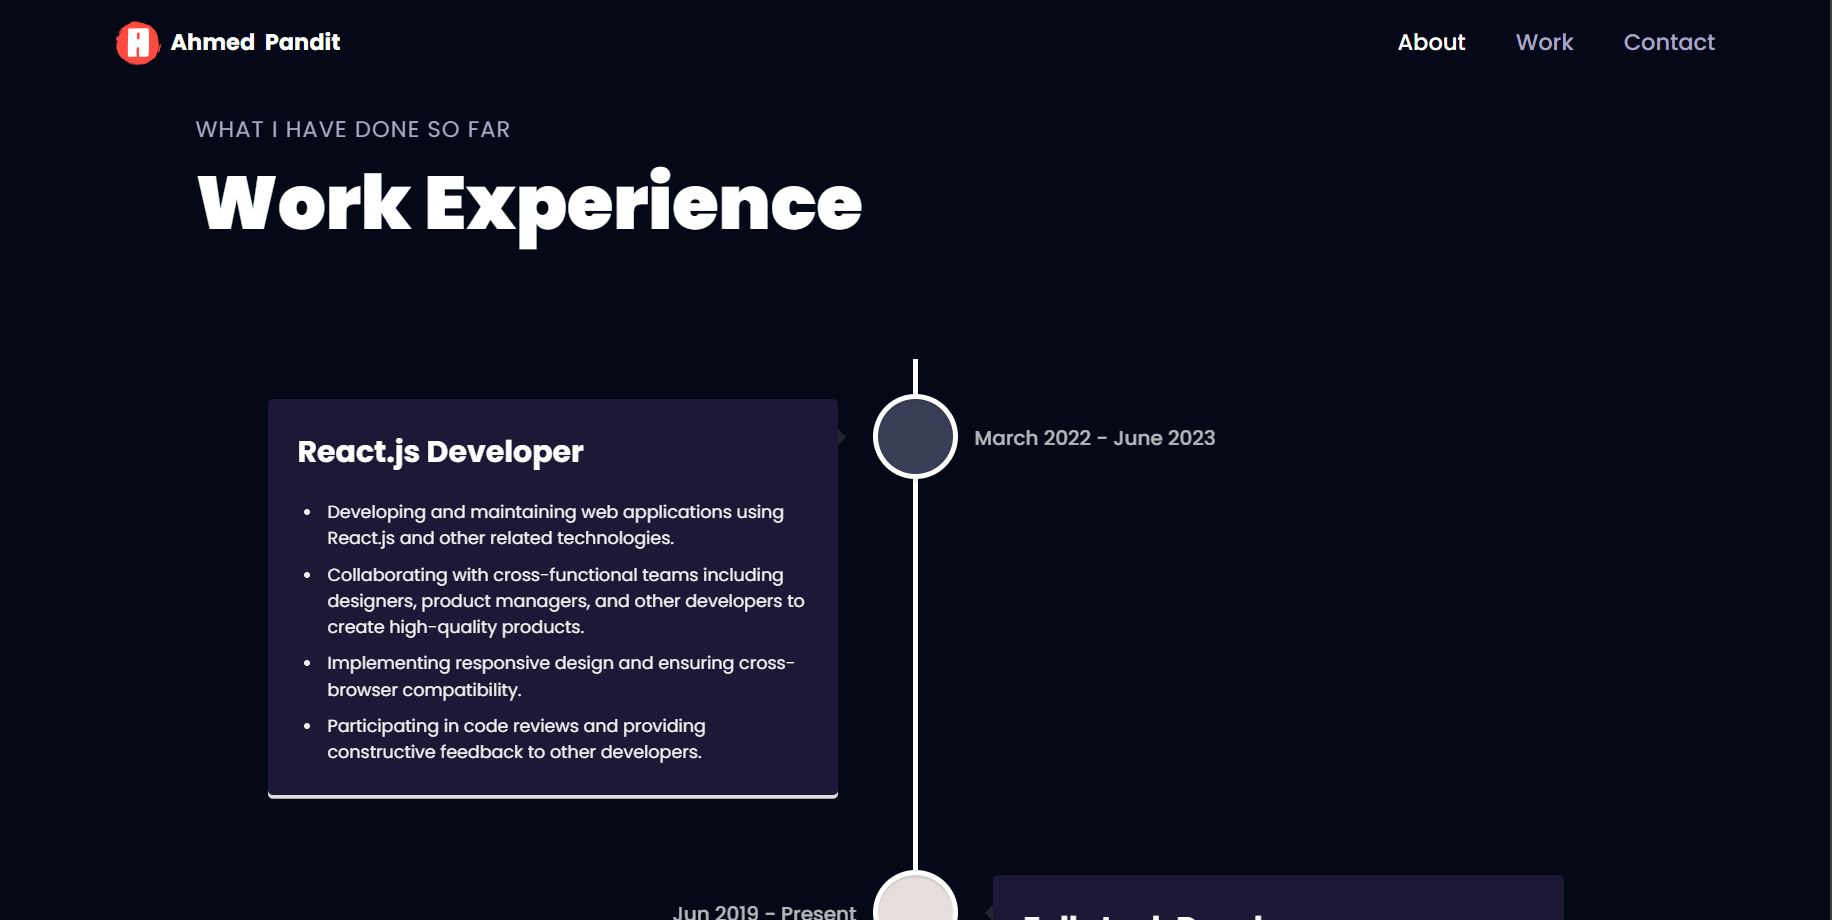 A Ahmed Pandit
About Work Contact
WHAT I HAVE DONE SO FAR
Work Experience
React.js Developer
• Developing and maintaining web applications using
React.js and other related technologies.
• Collaborating with cross-functional teams including
designers, product managers, and other developers to
create high-quality products.
• Implementing responsive design and ensuring cross-
browser compatibility.
• Participating in code reviews and providing
constructive feedback to other developers.
March 2022 - June 2023
Jun 2019 - Present